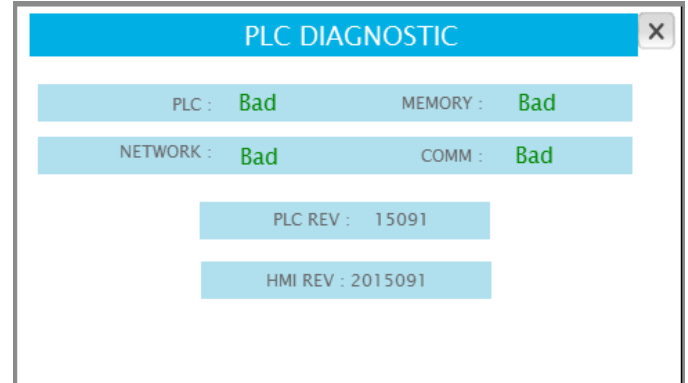 PLC DIAGNOSTIC
PLC : Bad MEMORY : Bad
NETWORK : Bad COMM : Bad
PLC REV : 15091
HMI REV : 2015091